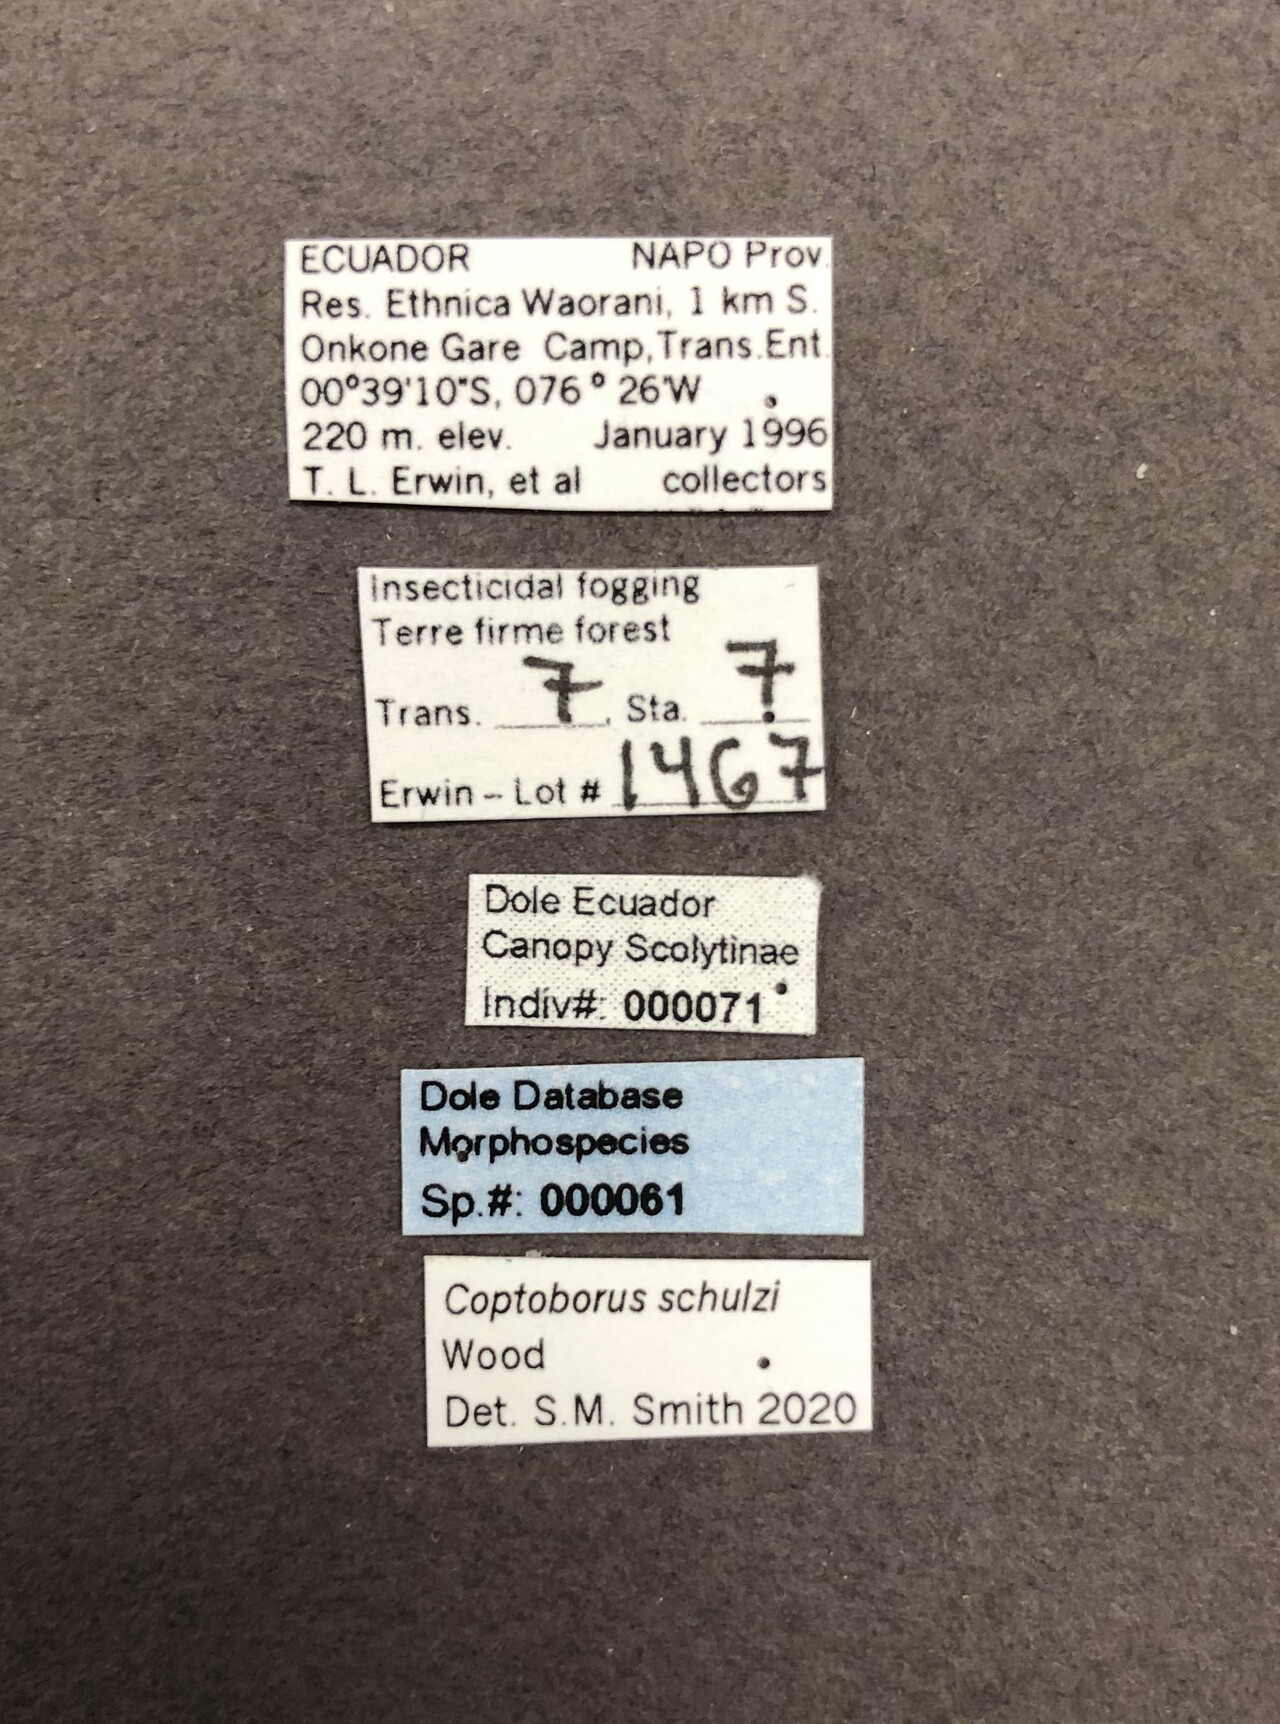 ECUADOR NAPO Prov.
Res. Ethnica Waorani, 1 km S.
Onkone Gare Camp, Trans. Ent.
00°39'10"S, 076° 26'W
220 m. elev. January 1996
T. L. Erwin, et al collectors
Insecticidal fogging
Terre firme forest
Trans. 7, Sta. 7
Erwin – Lot # 1467
Dole Ecuador
Canopy Scolytinae
Indiv#: 000071
Dole Database
Morphospecies
Sp.#: 000061
Coptoborus schulzi
Wood
Det. S.M. Smith 2020